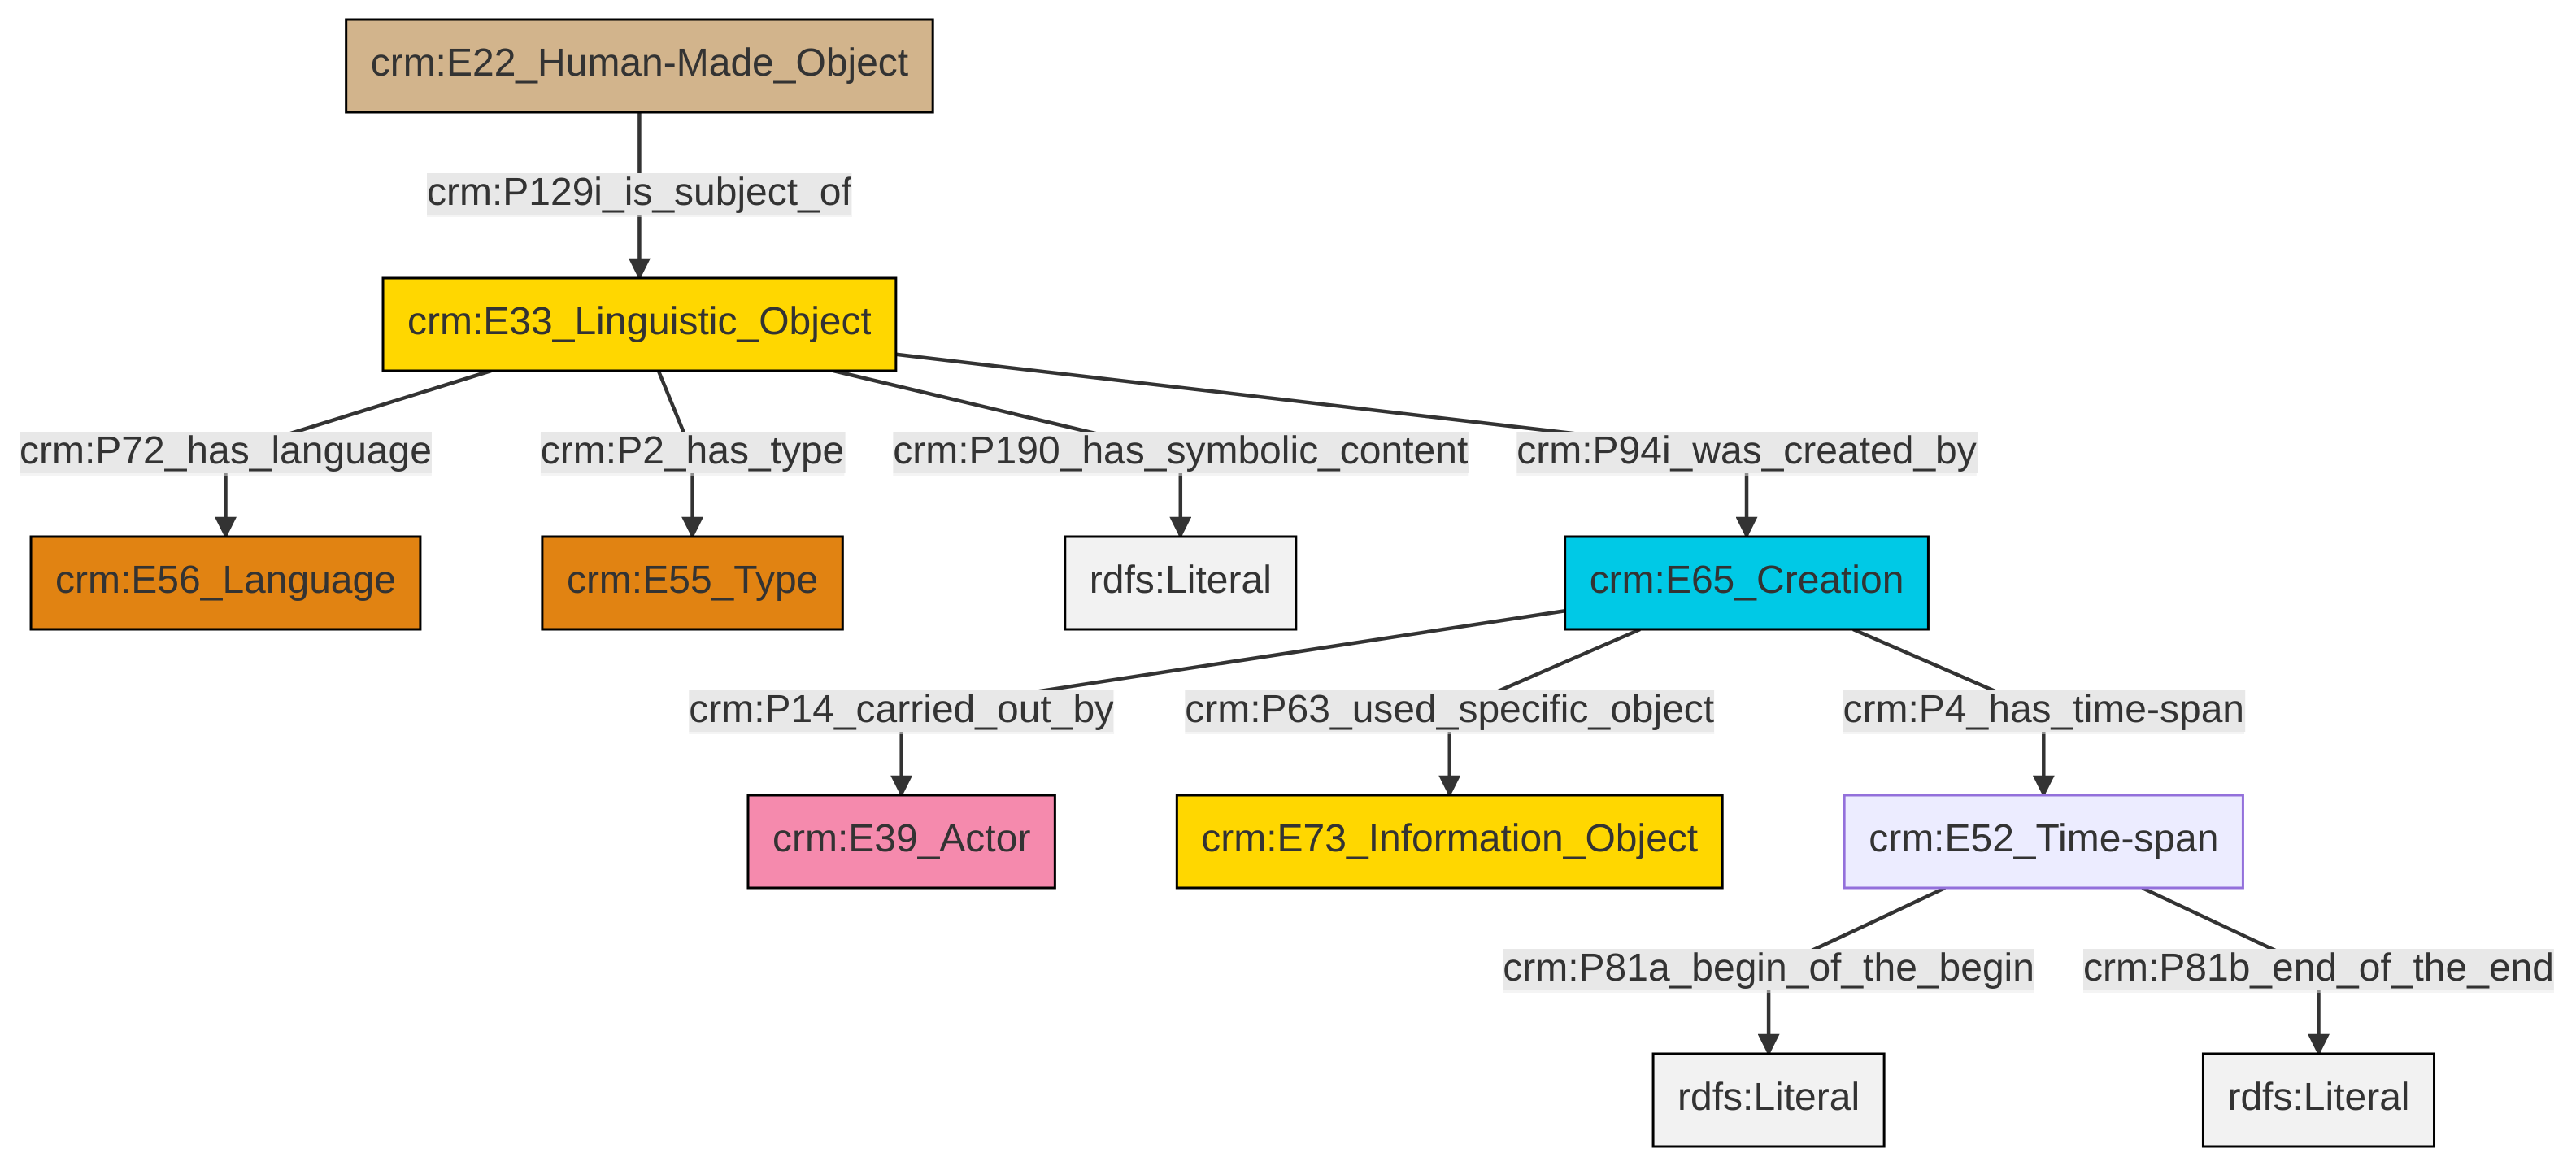 crm:E22_Human-Made_Object
crm:P129i_is_subject_of
crm:E33_Linguistic_Object
crm:P72_has_language
crm:P2_has_type
crm:P190_has_symbolic_content
crm:P94i_was_created_by
crm:E56_Language
crm:E55_Type
rdfs:Literal
crm:E65_Creation
crm:P14_carried_out_by
crm:P63_used_specific_object
crm:P4_has_time-span
crm:E39_Actor
crm:E73_Information_Object
crm:E52_Time-span
crm:P81a_begin_of_the_begin
crm:P81b_end_of_the_end
rdfs:Literal
rdfs:Literal